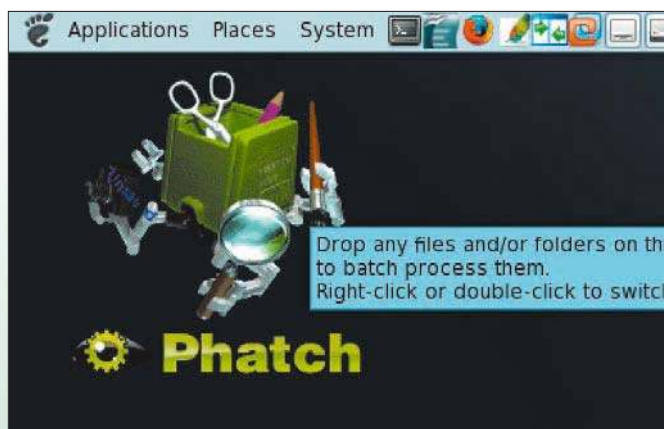 Applications Places System
Drop any files and/or folders on th
to batch process them.
Right-click or double-click to switch
Phatch